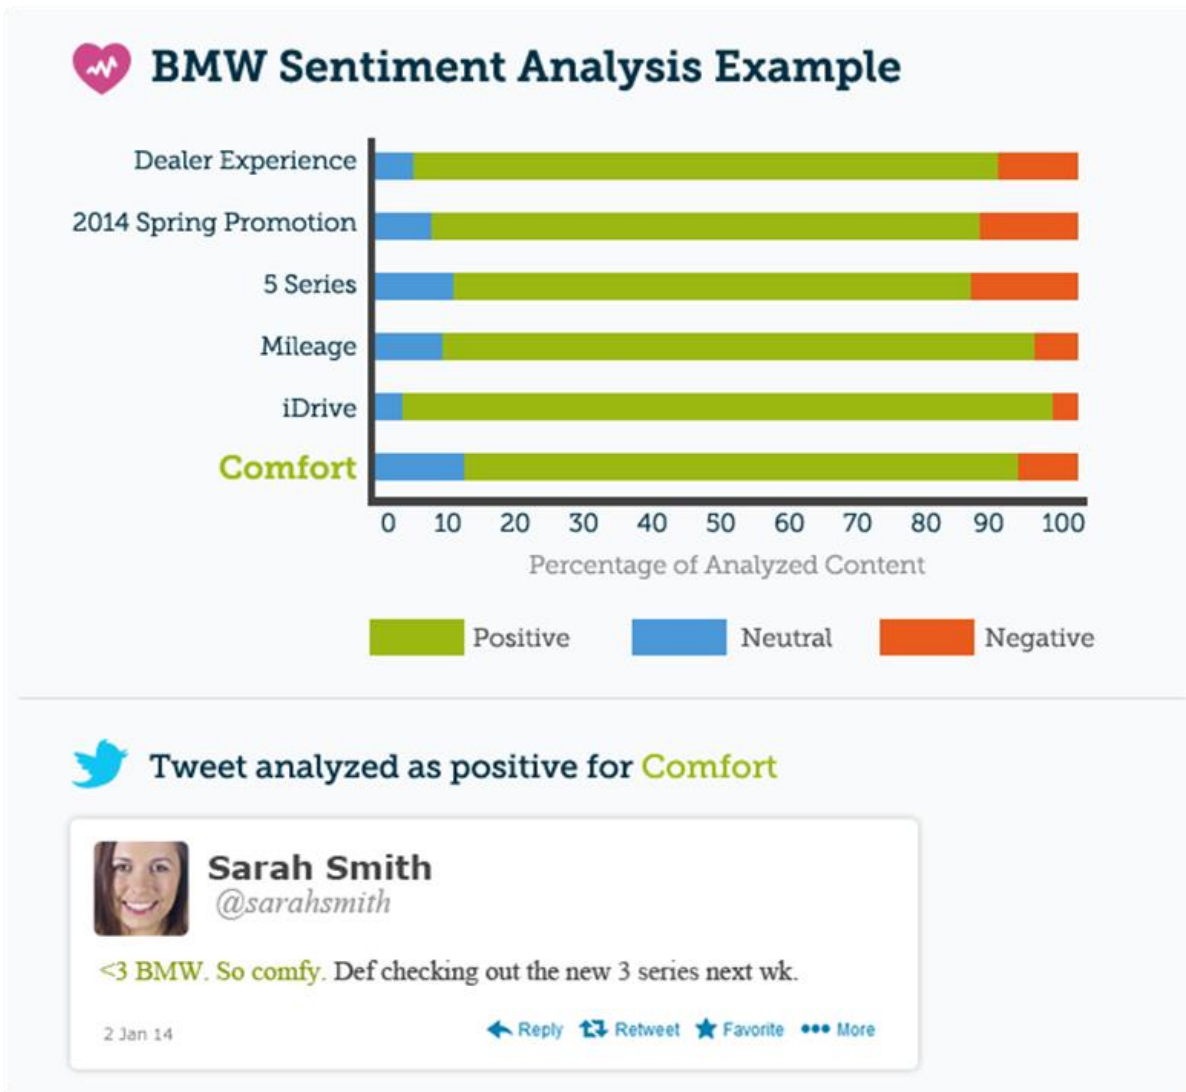 BMW Sentiment Analysis Example
Dealer Experience
2014 Spring Promotion
5 Series
Mileage
iDrive
Comfort
0 10 20 30 40 50 60 70 80 90 100
Percentage of Analyzed Content
Positive Neutral Negative
Tweet analyzed as positive for Comfort
Sarah Smith
@sarahsmith
<3 BMW. So comfy. Def checking out the new 3 series next wk.
2 Jan 14 Reply Retweet Favorite More